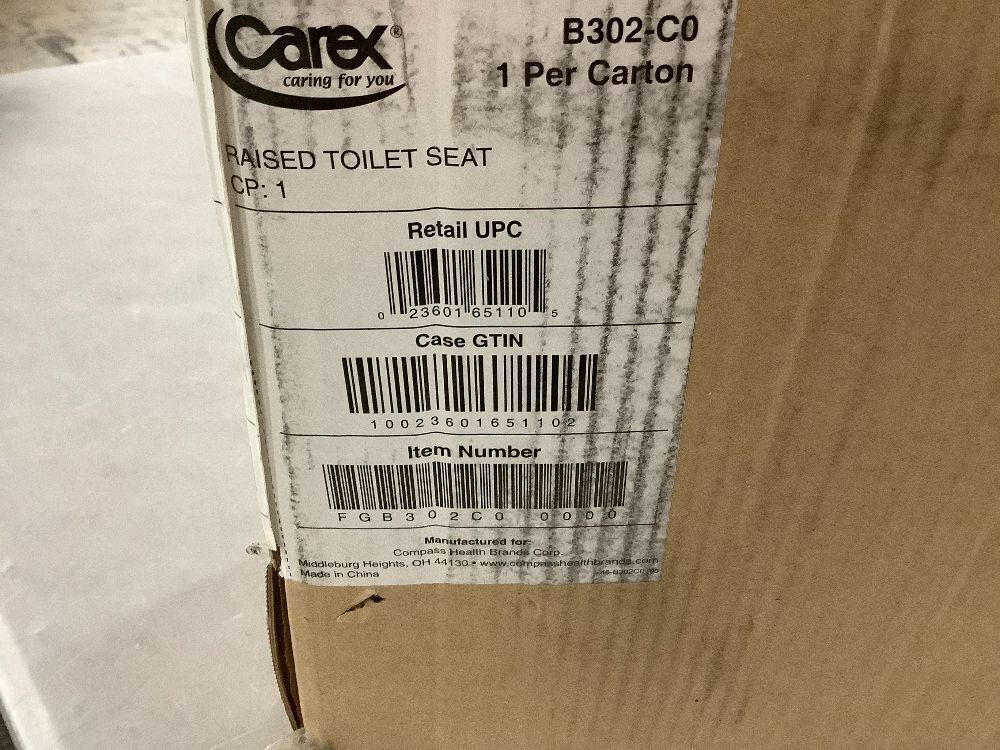 Carex®
caring for you
B302-C0
1 Per Carton
RAISED TOILET SEAT
CP: 1
Retail UPC
0 23601 65110 5
Case GTIN
10023601651102
Item Number
FGB302C0 0000
Manufactured for:
Compass Health Brands Corp.
Middleburg Heights, OH 44130 • www.compasshealthbrands.com
Made in China